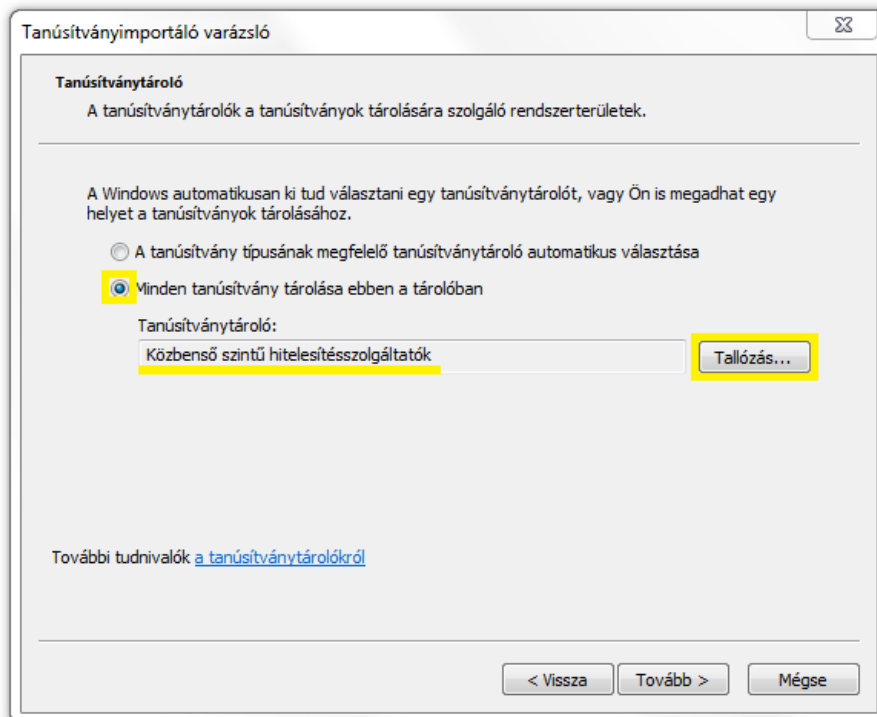 Tanúsítványimportáló varázsló
Tanúsítványtároló
A tanúsítványtárolók a tanúsítványok tárolására szolgáló rendszerterületek.
A Windows automatikusan ki tud választani egy tanúsítványtárolót, vagy Ön is megadhat egy
helyet a tanúsítványok tárolásához.
A tanúsítvány típusának megfelelő tanúsítványtároló automatikus választása
Minden tanúsítvány tárolása ebben a tárolóban
Tanúsítványtároló:
Közbenső szintű hitelesítésszolgáltatók
Tallózás...
További tudnivalók a tanúsítványtárolókról
< Vissza
Tovább >
Mégse